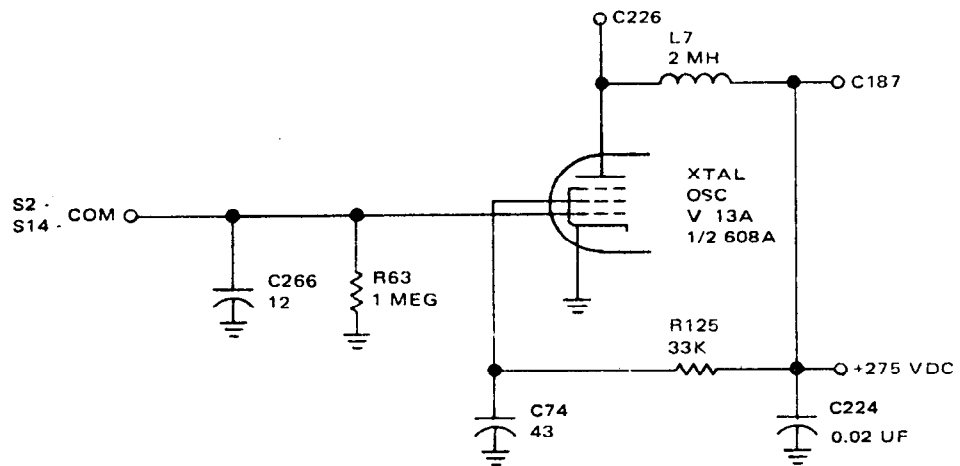 C226
L7
2 MH
C187
XTAL
OSC
V 13A
1/2 608A
S2
S14
COM
C266
12
R63
1 MEG
R125
33K
+275 VDC
C74
43
C224
0.02 UF